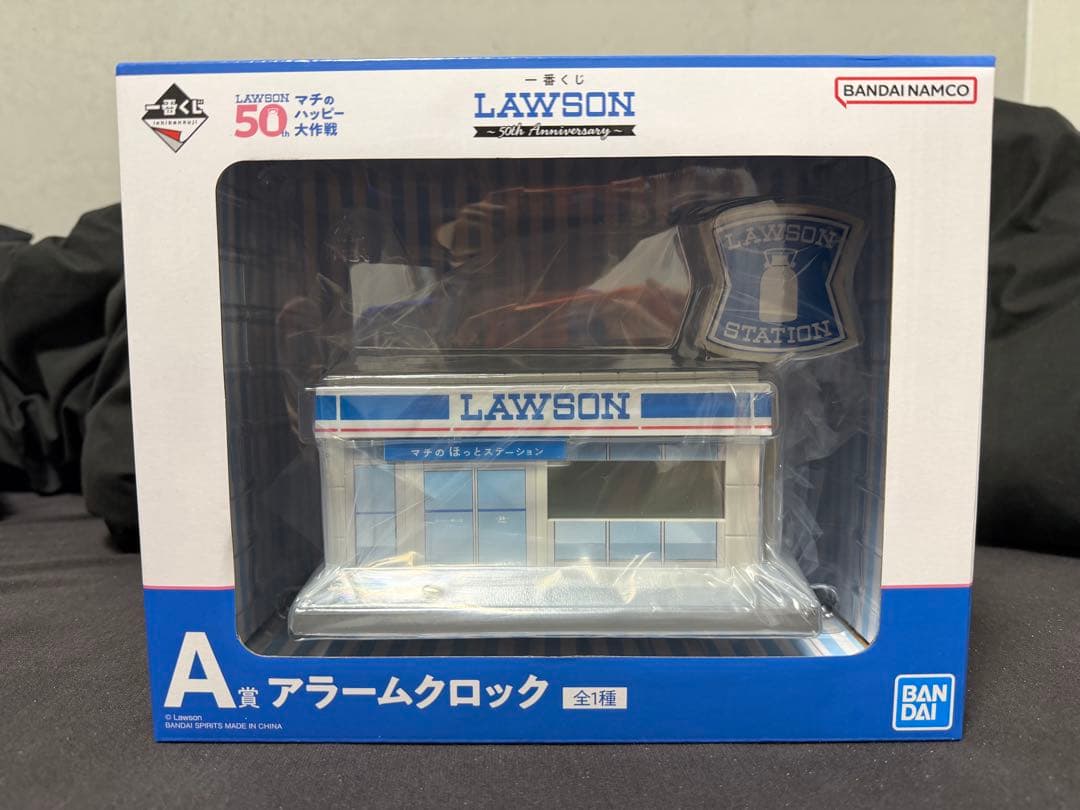 一番くじ
ichibankuji
LAWSON
50th
マチの
ハッピー
大作戦
一番くじ
LAWSON
~50th Anniversary~
BANDAI NAMCO
LAWSON
STATION
LAWSON
マチの ほっとステーション
A賞 アラームクロック 全1種
© Lawson
BANDAI SPIRITS MADE IN CHINA
BAN
DAI